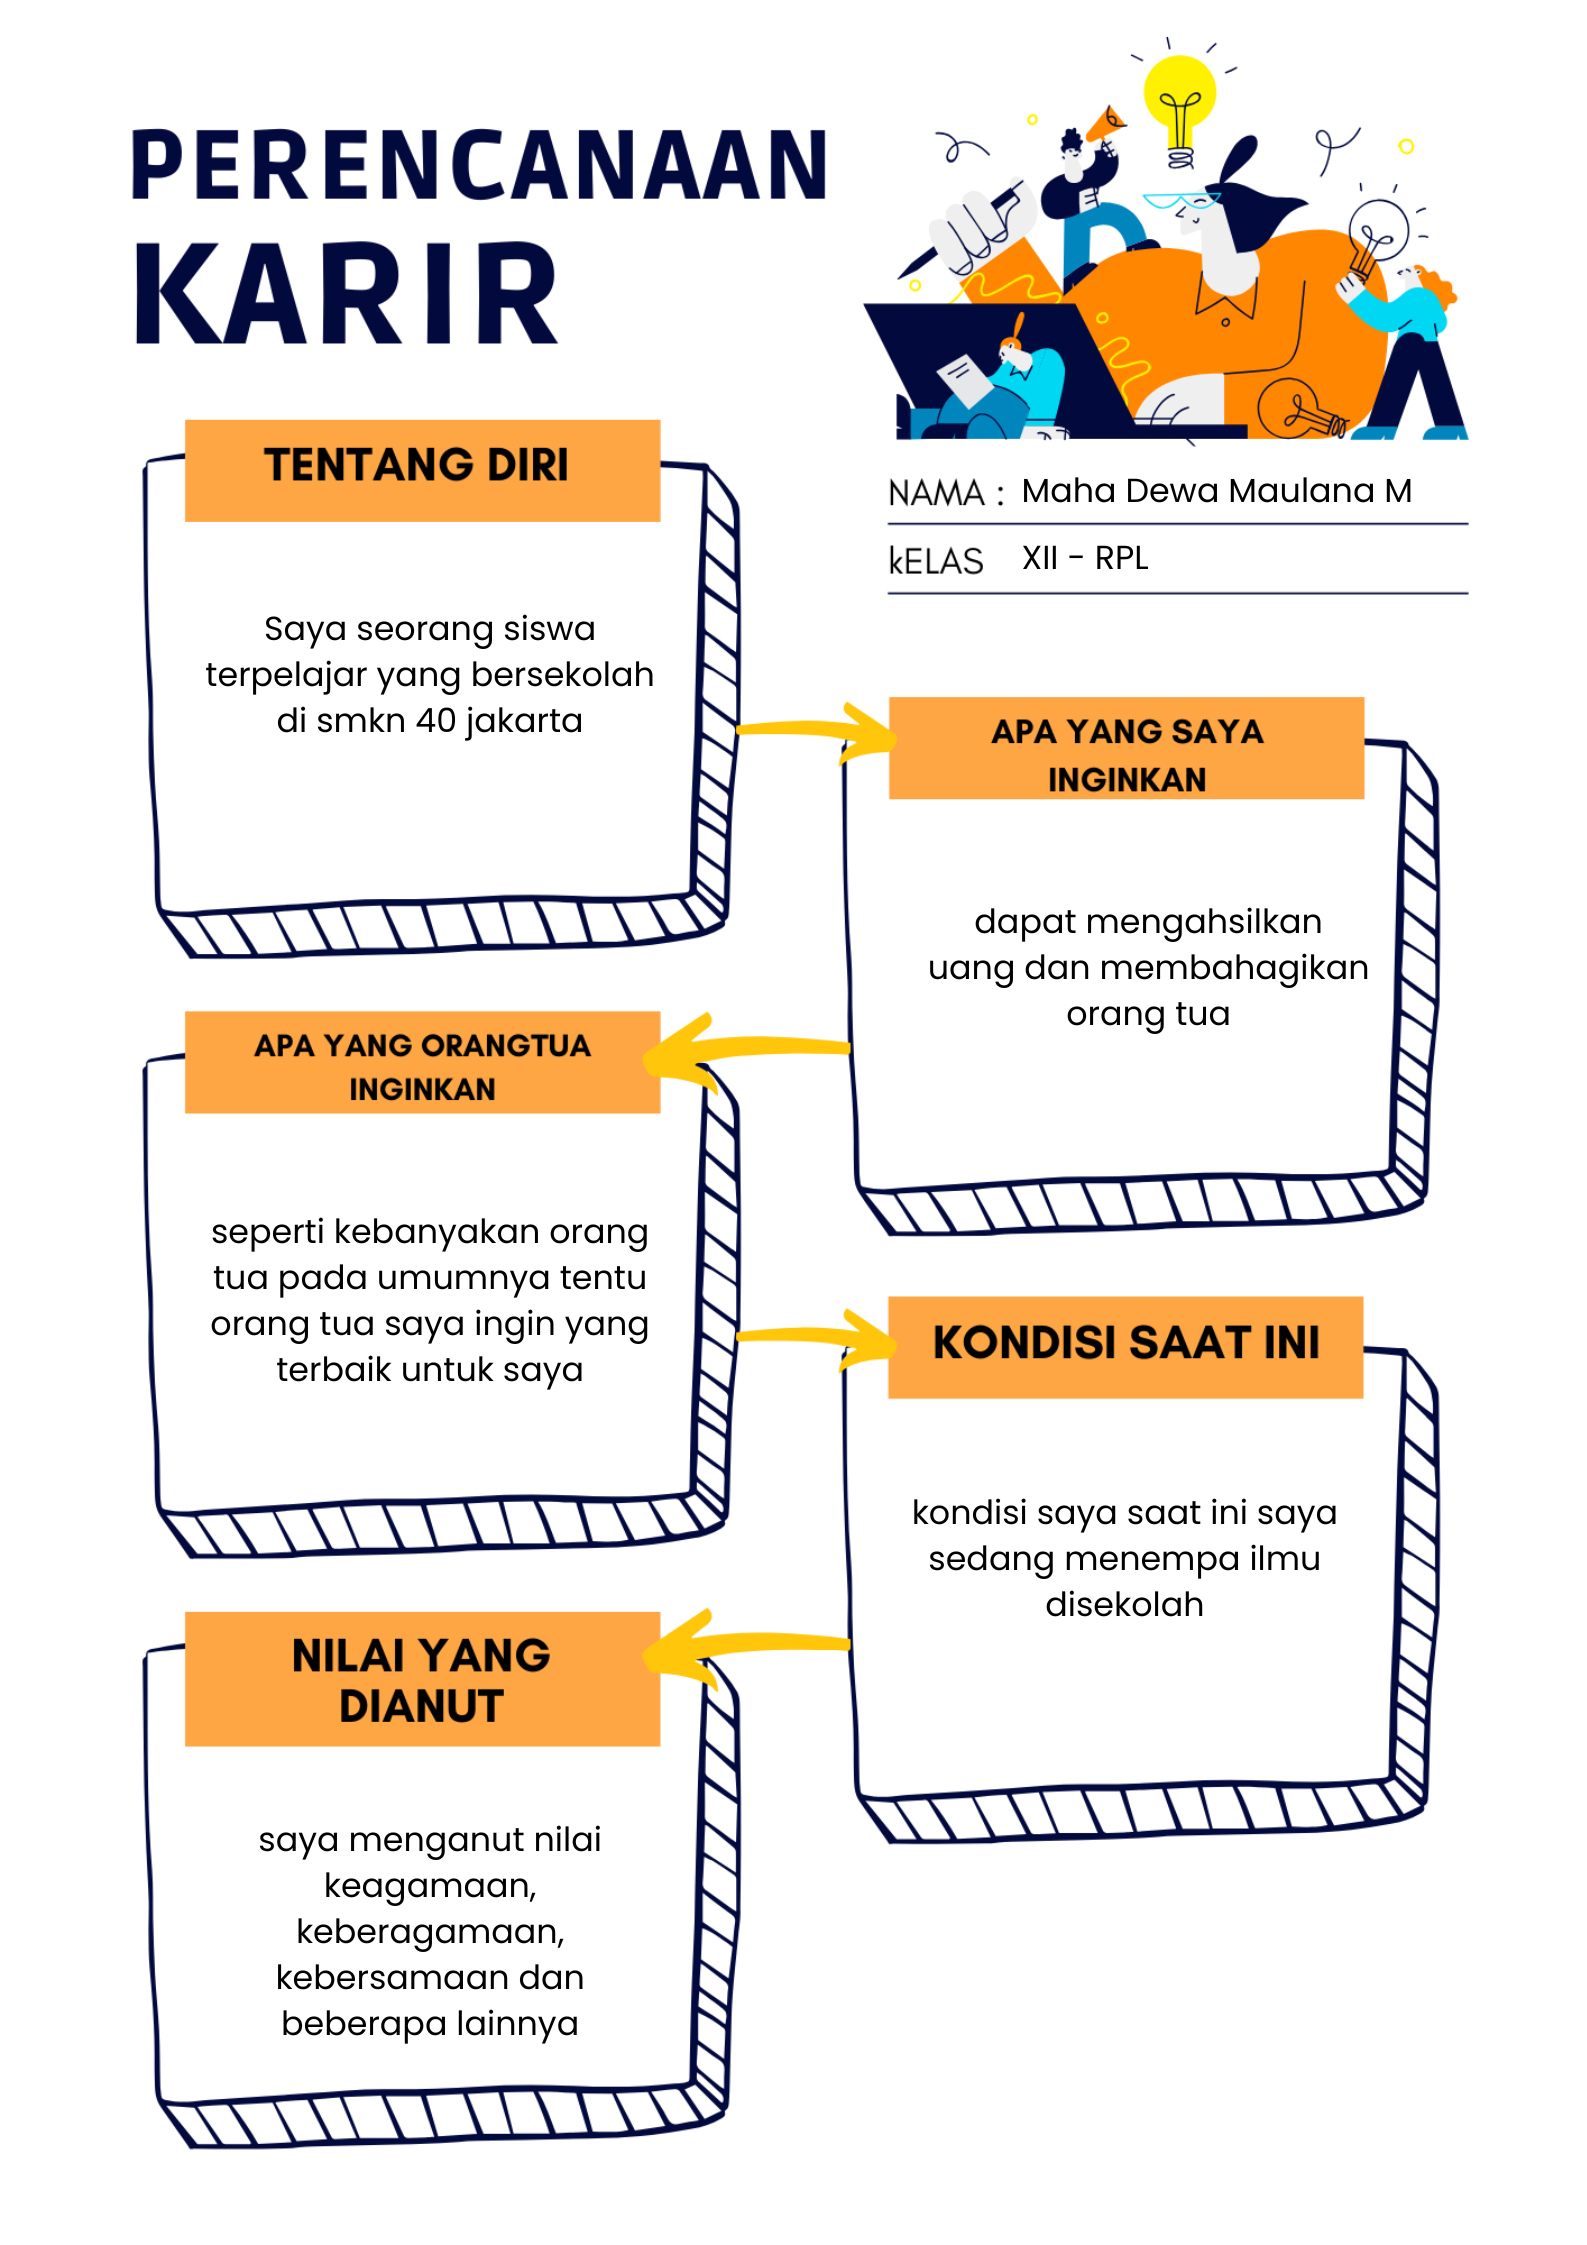 PERENCANAAN
KARIR
NAMA : Maha Dewa Maulana M
kELAS XII - RPL
TENTANG DIRI
Saya seorang siswa
terpelajar yang bersekolah
di smkn 40 jakarta
APA YANG SAYA
INGINKAN
dapat mengahsilkan
uang dan membahagikan
orang tua
APA YANG ORANGTUA
INGINKAN
seperti kebanyakan orang
tua pada umumnya tentu
orang tua saya ingin yang
terbaik untuk saya
KONDISI SAAT INI
kondisi saya saat ini saya
sedang menempa ilmu
disekolah
NILAI YANG
DIANUT
saya menganut nilai
keagamaan,
keberagamaan,
kebersamaan dan
beberapa lainnya